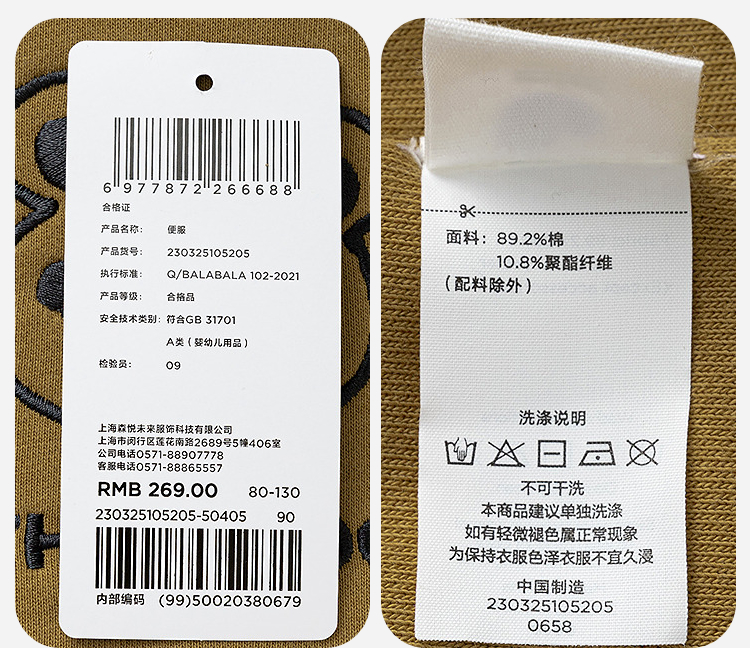 6 977872 266688
合格证
产品名称： 便服
产品货号： 230325105205
执行标准： Q/BALABALA 102-2021
产品等级： 合格品
安全技术类别： 符合GB 31701
A类（婴幼儿用品）
检验员： 09
上海森悦未来服饰科技有限公司
上海市闵行区莲花南路2689号5幢406室
公司电话0571-88907778
客服电话0571-88865557
RMB 269.00 80-130
230325105205-50405 90
内部编码 (99)50020380679
面料：89.2%棉
10.8%聚酯纤维
（配料除外）
洗涤说明
不可干洗
本商品建议单独洗涤
如有轻微褪色属正常现象
为保持衣服色泽衣服不宜久浸
中国制造
230325105205
0658